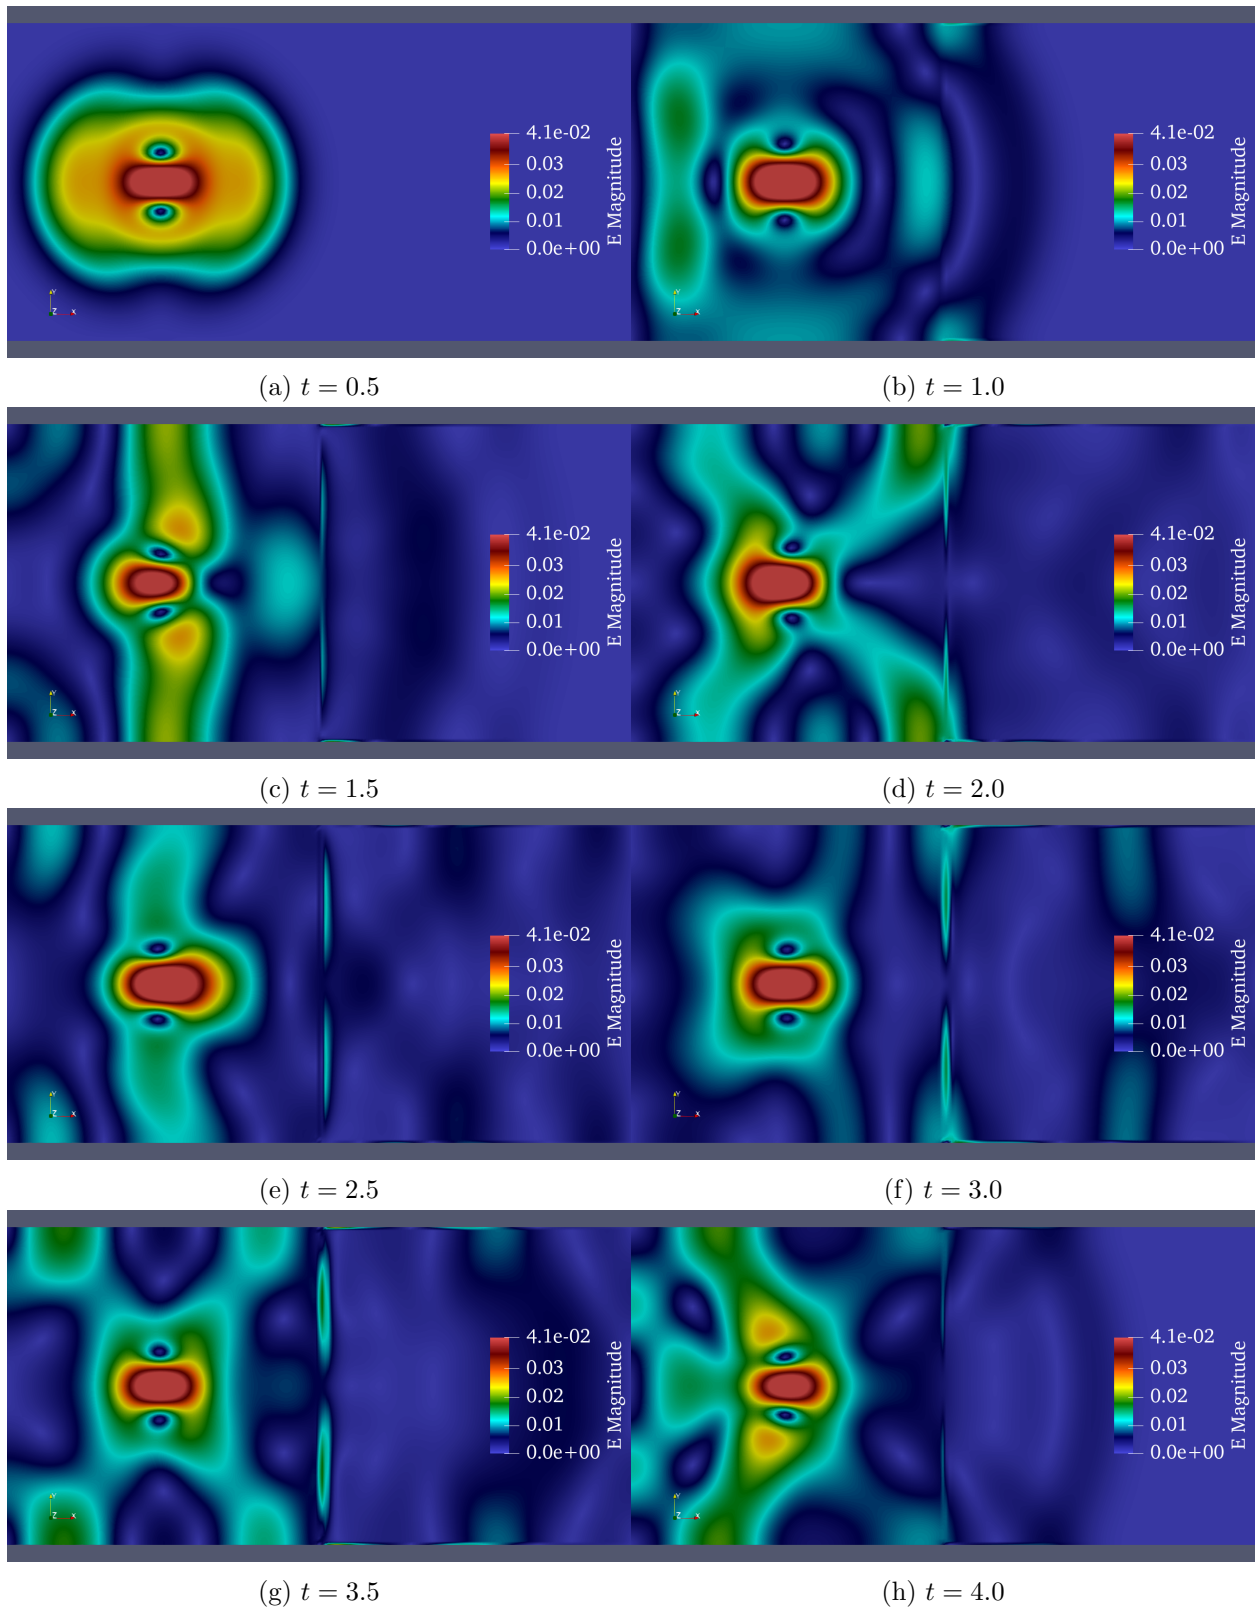 4.1e-02
0.03
0.02
0.01
0.0e+00
E Magnitude
Y
Z X
4.1e-02
0.03
0.02
0.01
0.0e+00
E Magnitude
Y
Z X
(a) t = 0.5
(b) t = 1.0
4.1e-02
0.03
0.02
0.01
0.0e+00
E Magnitude
Y
Z X
4.1e-02
0.03
0.02
0.01
0.0e+00
E Magnitude
Y
Z X
(c) t = 1.5
(d) t = 2.0
4.1e-02
0.03
0.02
0.01
0.0e+00
E Magnitude
Y
Z X
4.1e-02
0.03
0.02
0.01
0.0e+00
E Magnitude
Y
Z X
(e) t = 2.5
(f) t = 3.0
4.1e-02
0.03
0.02
0.01
0.0e+00
E Magnitude
Y
Z X
4.1e-02
0.03
0.02
0.01
0.0e+00
E Magnitude
Y
Z X
(g) t = 3.5
(h) t = 4.0